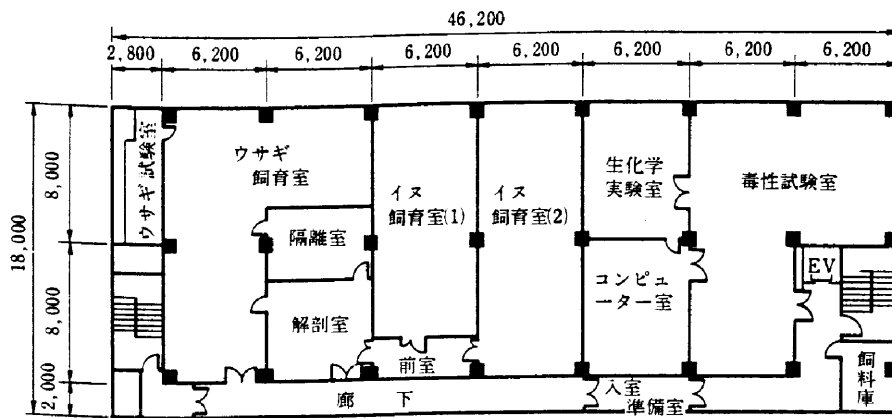 46,200
2,800
6,200
6,200
6,200
6,200
6,200
6,200
6,200
18,000
8,000
8,000
2,000
ウサギ試験室
ウサギ
飼育室
隔離室
解剖室
イヌ
飼育室(1)
イヌ
飼育室(2)
前室
生化学
実験室
コンピュ
ーター室
毒性試験室
EV
飼料庫
廊下
入室
準備室